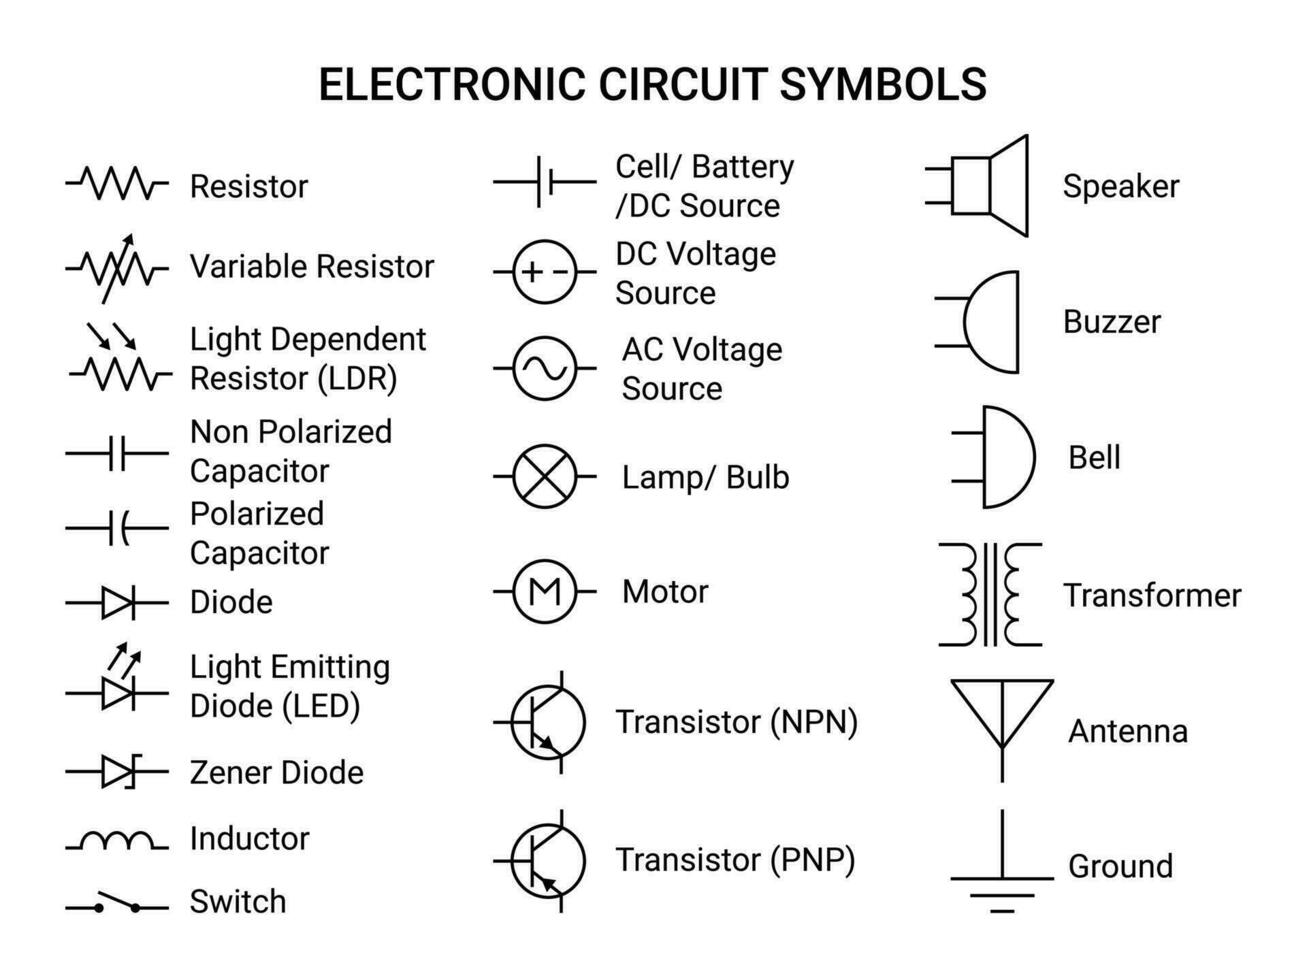 ELECTRONIC CIRCUIT SYMBOLS
Resistor
Variable Resistor
Light Dependent
Resistor (LDR)
Non Polarized
Capacitor
Polarized
Capacitor
Diode
Light Emitting
Diode (LED)
Zener Diode
Inductor
Switch
Cell/ Battery
/DC Source
+ -
DC Voltage
Source
AC Voltage
Source
Lamp/ Bulb
M
Motor
Transistor (NPN)
Transistor (PNP)
Speaker
Buzzer
Bell
Transformer
Antenna
Ground